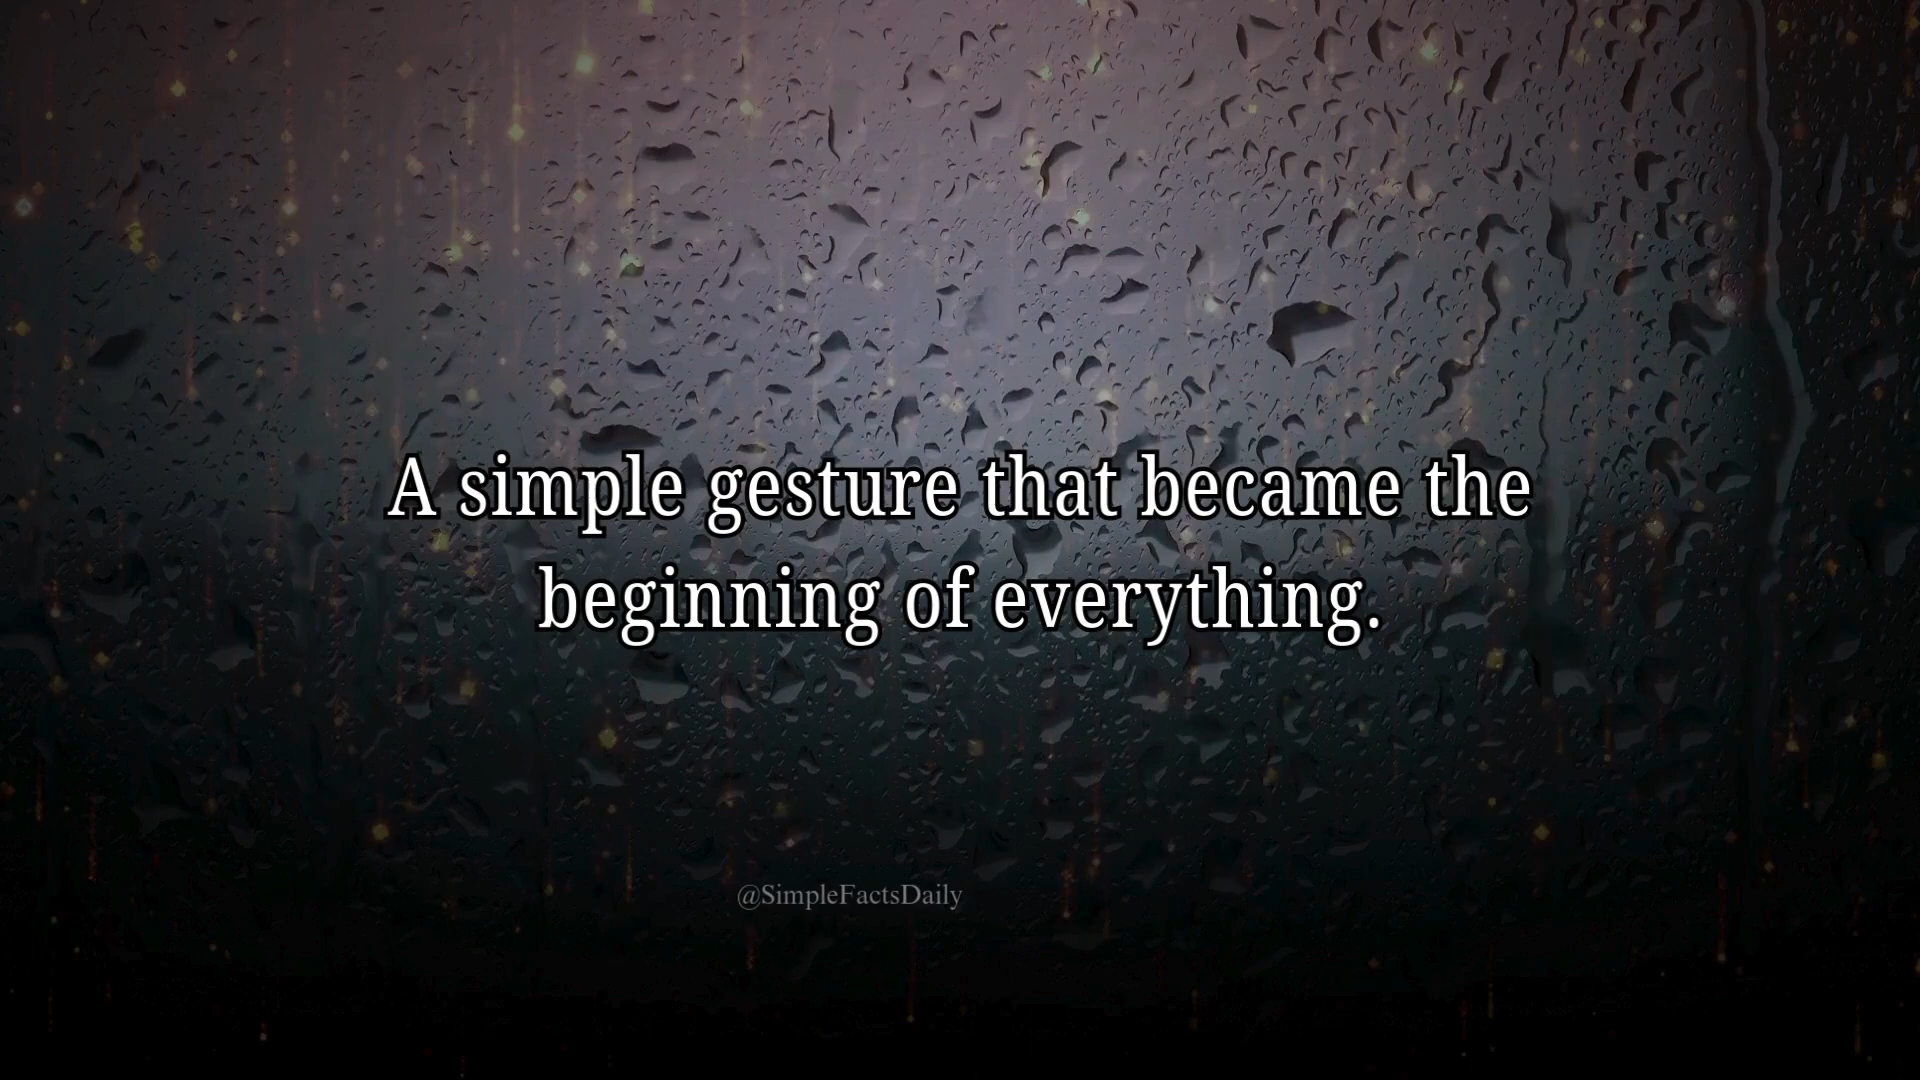 A simple gesture that became the
beginning of everything.
@SimpleFactsDaily